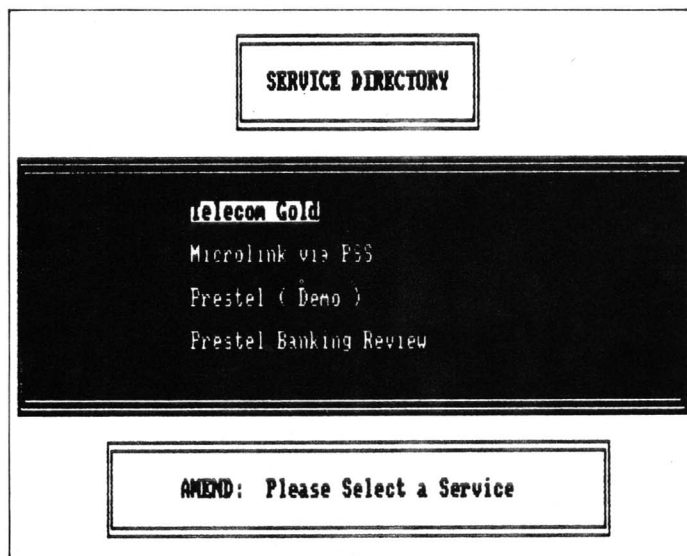 SERVICE DIRECTORY
Telecom Gold
Microlink via PSS
Prestel ( Demo )
Prestel Banking Review
AMEND: Please Select a Service